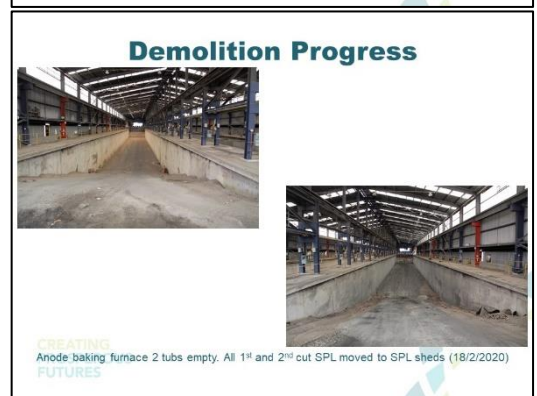 Demolition Progress
CREATING
Anode baking furnace 2 tubs empty. All 1st and 2nd cut SPL moved to SPL sheds (18/2/2020)
FUTURES